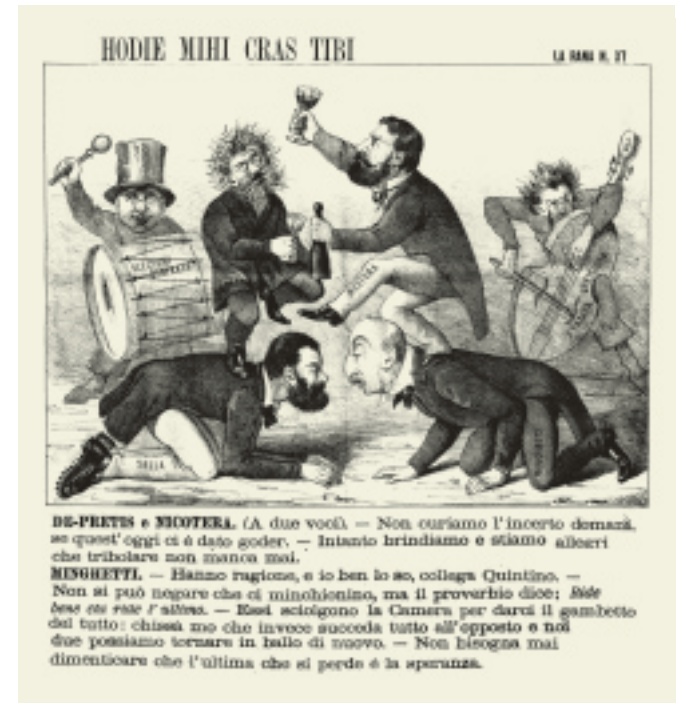 HODIE MIHI CRAS TIBI
LA RANA N. 37
SELLA
DE-PRETIS e NICOTERA. (A due voci). — Non curiamo l'incerto domani,
se quest'oggi ci è dato goder. — Intanto brindiamo e stiamo allegri
che tribolare non manca mai.
MINGHETTI. — Hanno ragione, e io ben lo so, collega Quintino. —
Non si può negare che ci minchionino, ma il proverbio dice; Ride
bene chi ride l'ultimo. — Essi sciolgono la Camera per darci il gambetto
del tutto: chissà mo che invece succeda tutto all'opposto e noi
due possiamo tornare in ballo di nuovo. — Non bisogna mai
dimenticare che l'ultima che si perde è la speranza.